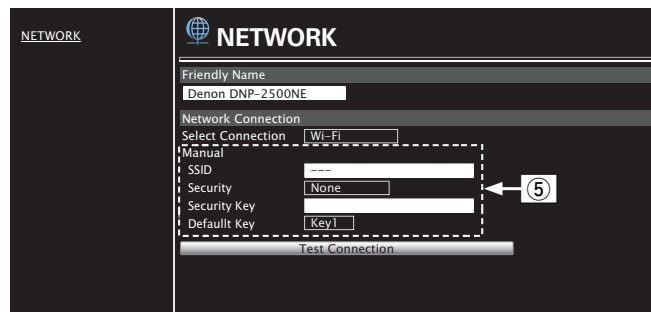 NETWORK
NETWORK
Friendly Name
Denon DNP-2500NE
Network Connection
Select Connection Wi-Fi
Manual
SSID ---
Security None
⑤
Security Key
Defaullt Key Key1
Test Connection